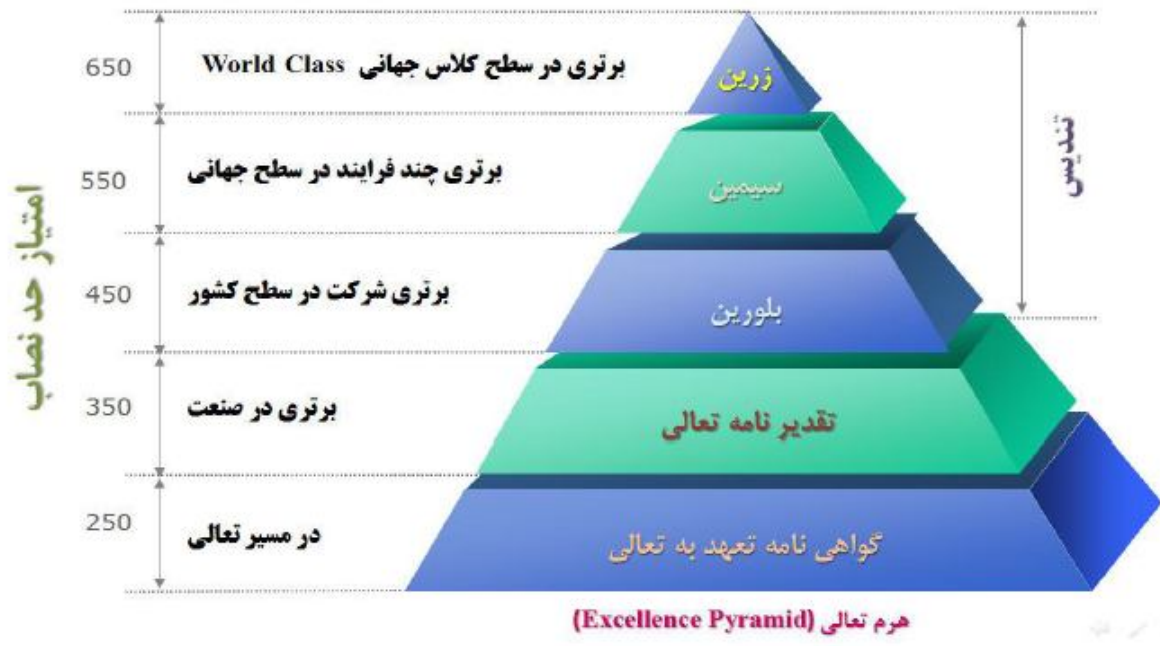 650
برتری در سطح کلاس جهانی World Class
زرین
تندیس
550
برتری چند فرایند در سطح جهانی
سیمین
امتیاز حد نصاب
450
برتری شرکت در سطح کشور
بلورین
350
برتری در صنعت
تقدیر نامه تعالی
250
در مسیر تعالی
گواهی نامه تعهد به تعالی
هرم تعالی (Excellence Pyramid)